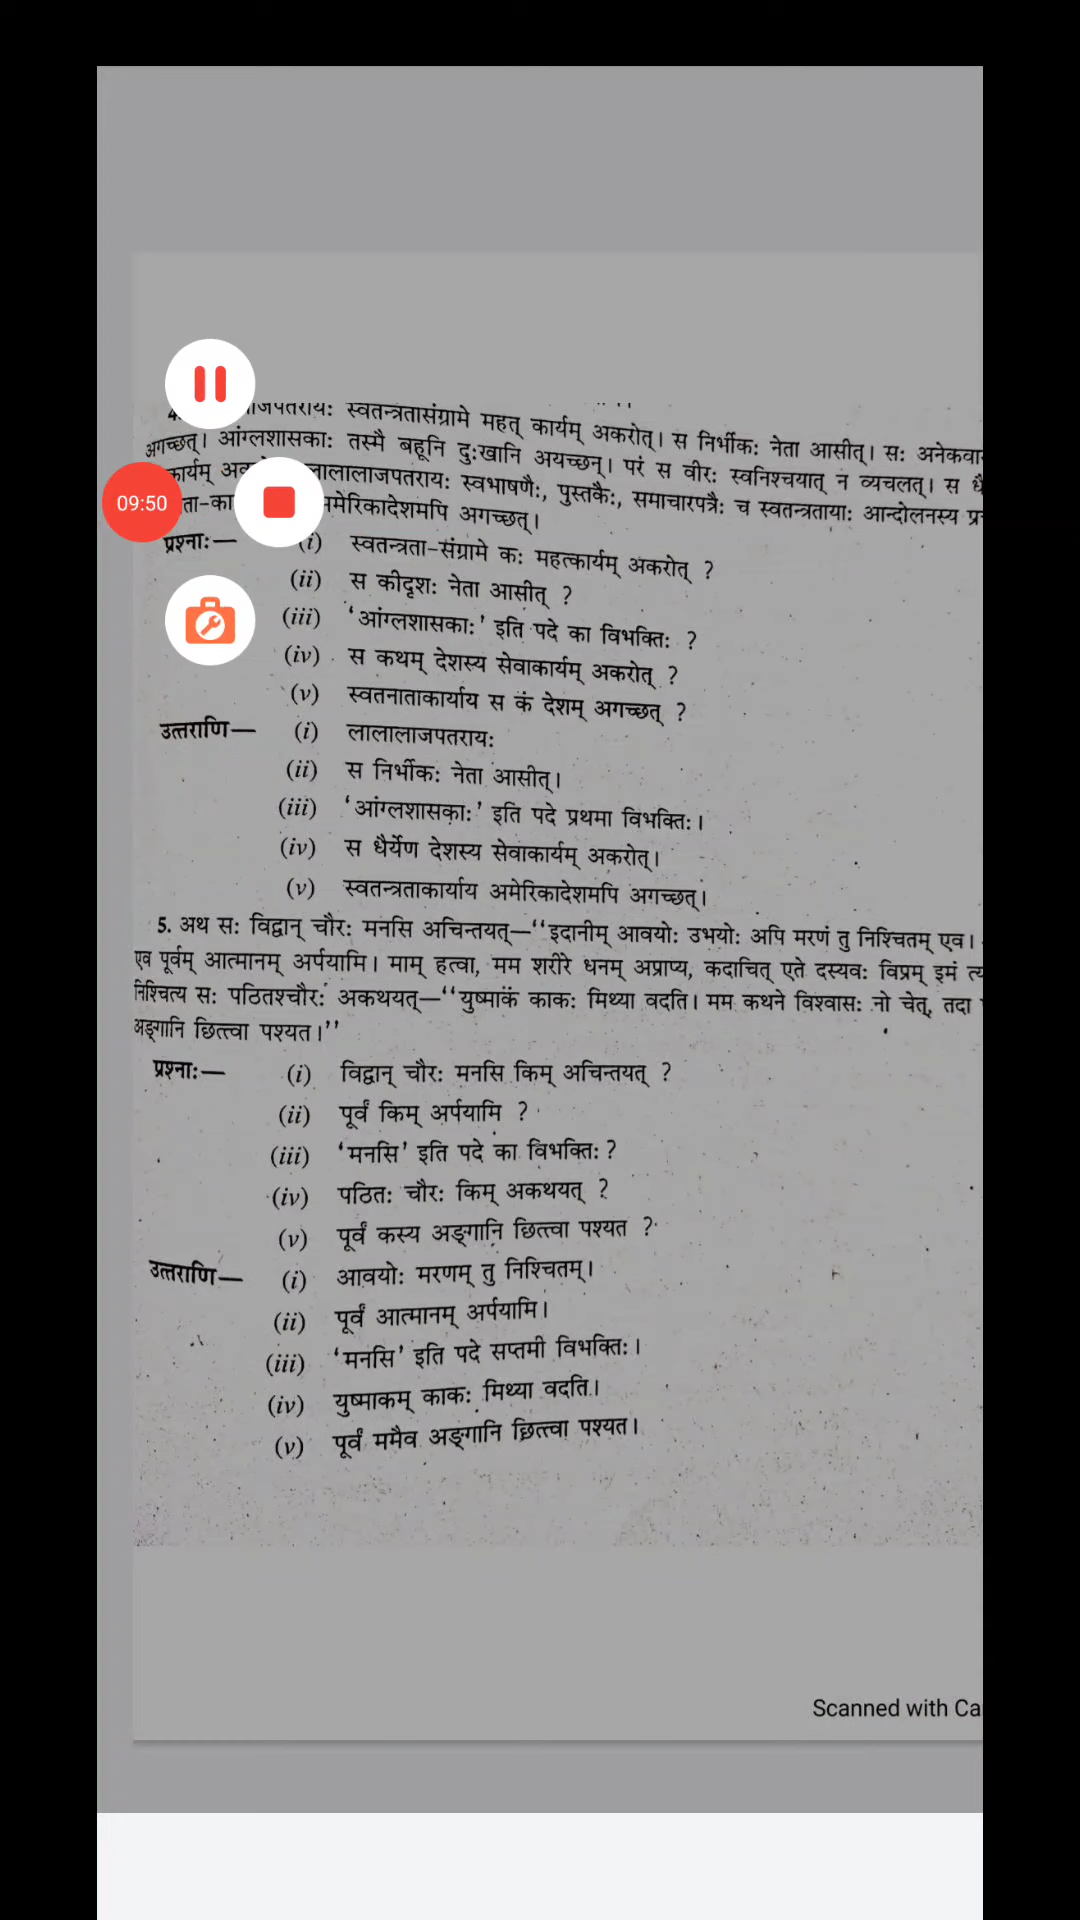 4. स्वतन्त्रतासंग्रामे महत् कार्यम् अकरोत्। स निर्भीकः नेता आसीत्। सः
अगच्छत्। आंग्लशासकाः तस्मै बहूनि दुःखानि अयच्छन्। परं स वीरः स्वनिश्चयात् न व्यचलत्। स
कार्यम् लालालाजपतरायः स्वभाषणैः, पुस्तकैः, समाचारपत्रैः च स्वतन्त्रतायाः आन्दोलनस्य
09:50
अगच्छत्।
प्रश्नाः— (i) स्वतन्त्रता-संग्रामे कः महत्कार्यम् अकरोत् ?
(ii) स कीदृशः नेता आसीत् ?
(iii) 'आंग्लशासकाः' इति पदे का विभक्तिः ?
(iv) स कथम् देशस्य सेवाकार्यम् अकरोत् ?
(v) स्वतनाताकार्याय स कं देशम् अगच्छत् ?
उत्तराणि— (i) लालालाजपतरायः
(ii) स निर्भीकः नेता आसीत्।
(iii) 'आंग्लशासकाः' इति पदे प्रथमा विभक्तिः।
(iv) स धैर्येण देशस्य सेवाकार्यम् अकरोत्।
(v) स्वतन्त्रताकार्याय अमेरिकादेशमपि अगच्छत्।
5. अथ सः विद्वान् चौरः मनसि अचिन्तयत्—''इदानीम् आवयोः उभयोः अपि मरणं तु निश्चितम् एव।
एव पूर्वम् आत्मानम् अर्पयामि। माम् हत्वा, मम शरीरे धनम् अप्राप्य, कदाचित् एते दस्यवः विप्रम् इमं
निश्चित्य सः पठितश्चौरः अकथयत्—''युष्माकं काकः मिथ्या वदति। मम कथने विश्वासः नो चेत्, तदा
अङ्गानि छित्त्वा पश्यत।''
प्रश्नाः— (i) विद्वान् चौरः मनसि किम् अचिन्तयत् ?
(ii) पूर्वं किम् अर्पयामि ?
(iii) 'मनसि' इति पदे का विभक्तिः ?
(iv) पठितः चौरः किम् अकथयत् ?
(v) पूर्वं कस्य अङ्गानि छित्त्वा पश्यत ?
उत्तराणि— (i) आवयोः मरणम् तु निश्चितम्।
(ii) पूर्वं आत्मानम् अर्पयामि।
(iii) 'मनसि' इति पदे सप्तमी विभक्तिः।
(iv) युष्माकम् काकः मिथ्या वदति।
(v) पूर्वं ममैव अङ्गानि छित्त्वा पश्यत।
Scanned with